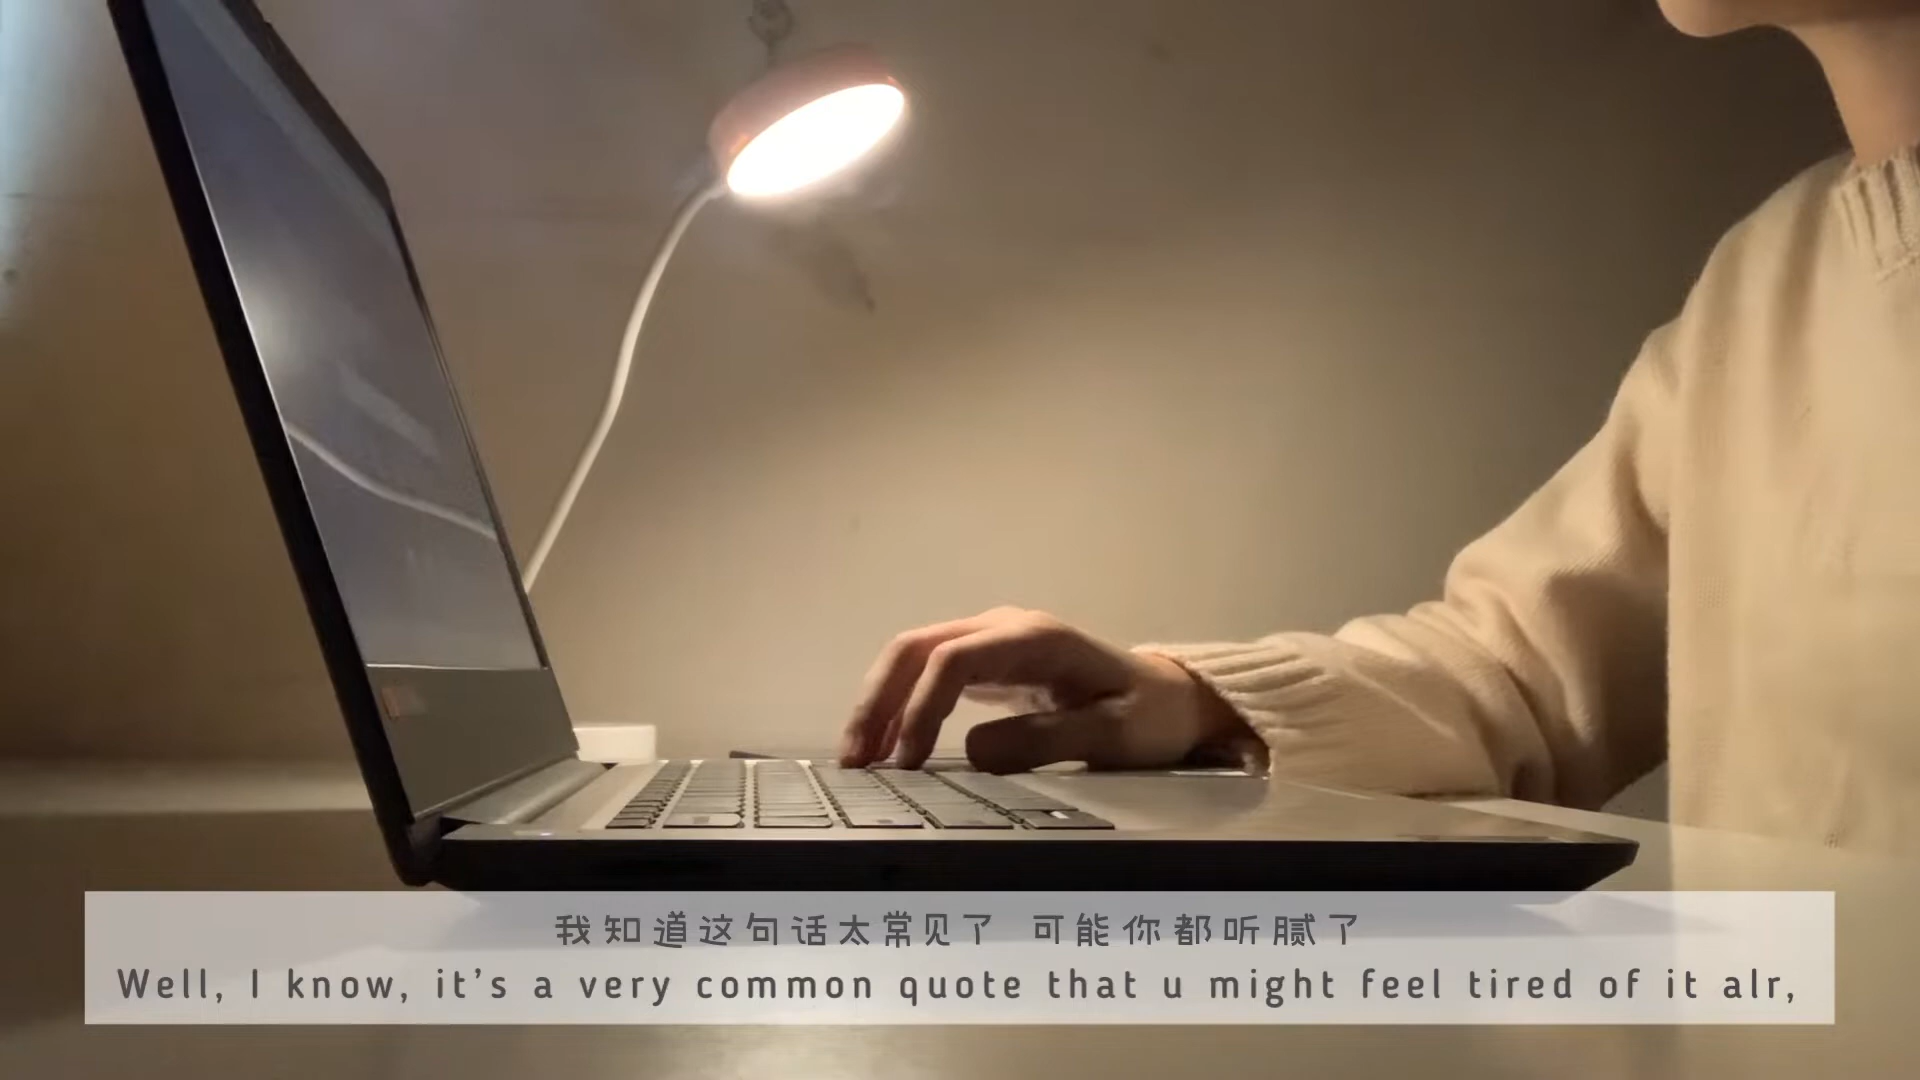 我知道这句话太常见了 可能你都听腻了
Well, I know, it's a very common quote that u might feel tired of it alr,